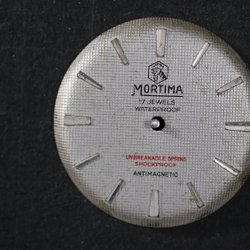 MORTIMA
17 JEWELS
WATERPROOF
UNBREAKABLE SPRING
SHOCKPROOF
ANTIMAGNETIC